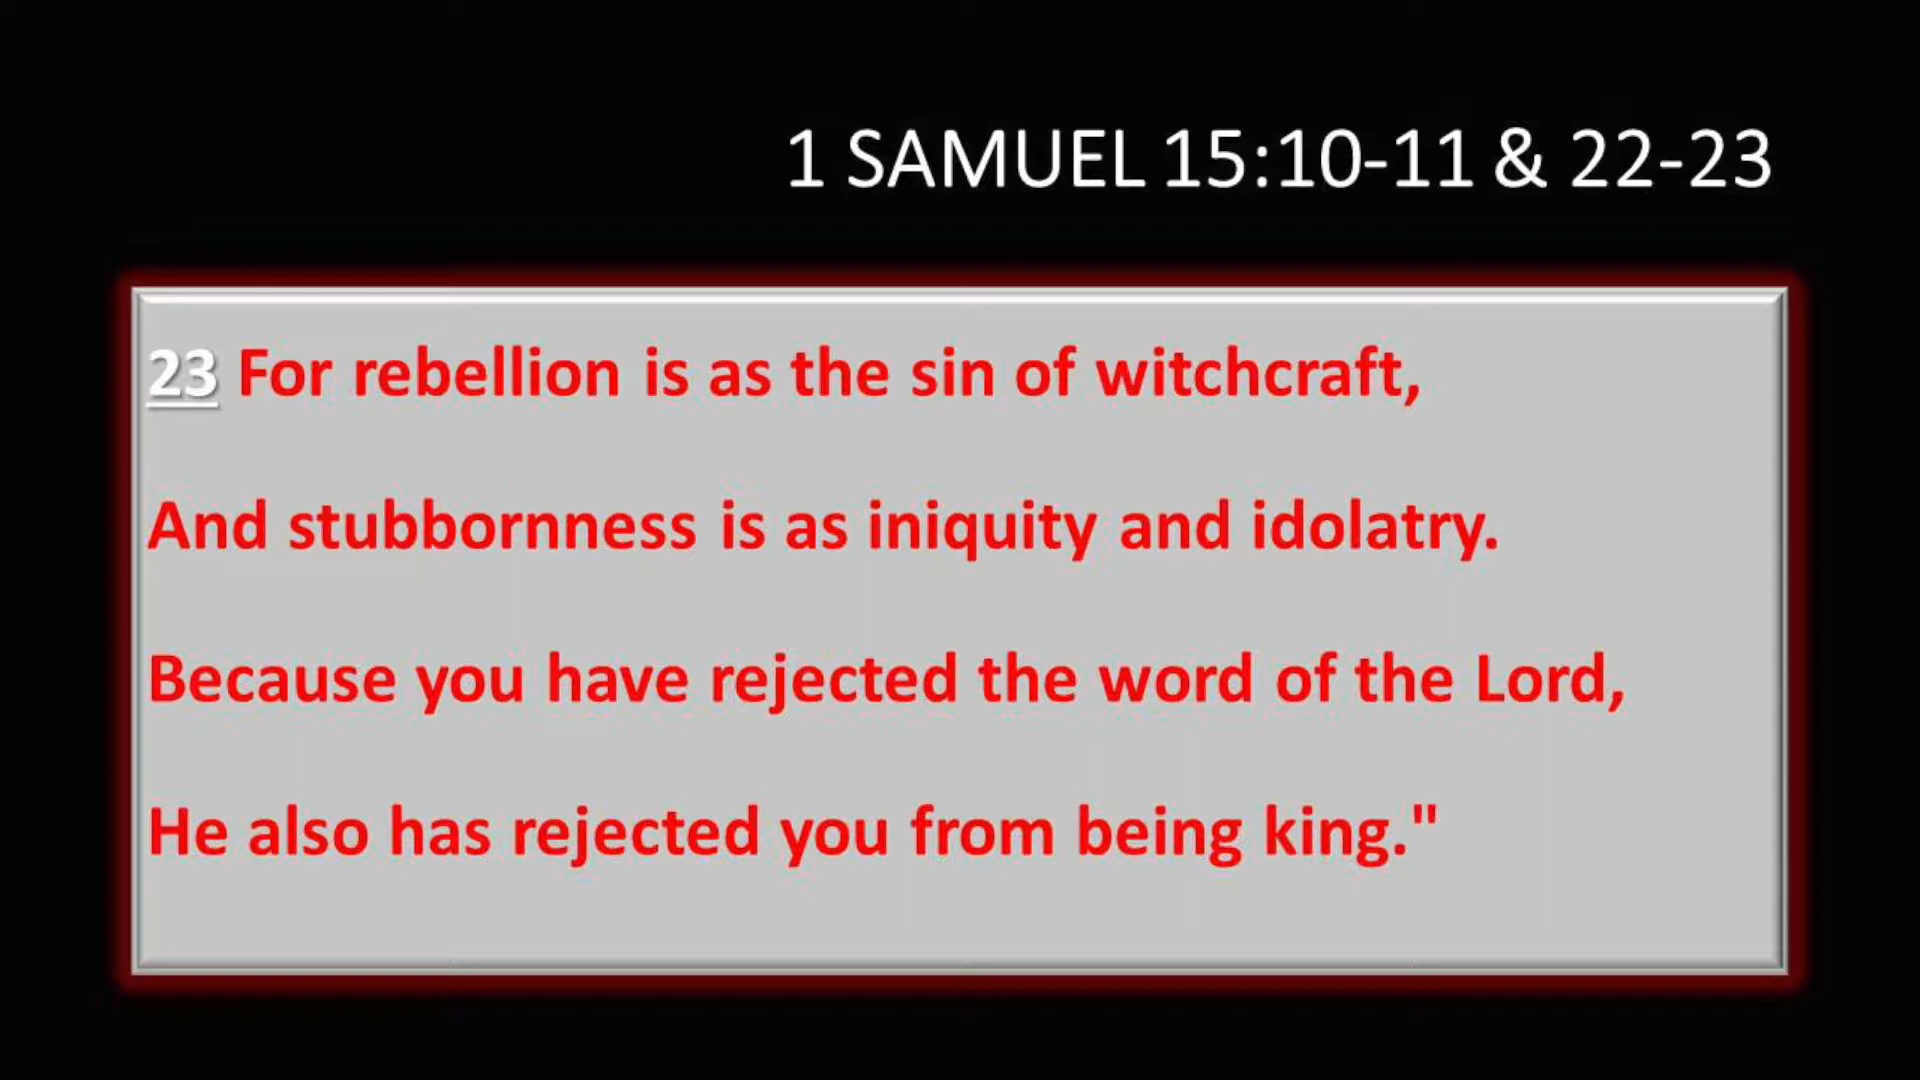 1 SAMUEL 15:10-11 & 22-23
23 For rebellion is as the sin of witchcraft,
And stubbornness is as iniquity and idolatry.
Because you have rejected the word of the Lord,
He also has rejected you from being king."